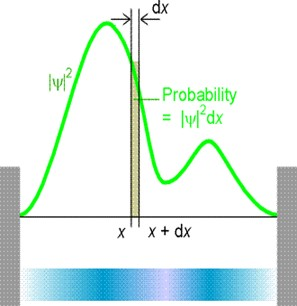 dx
|ψ|²
Probability
= |ψ|²dx
x
x + dx